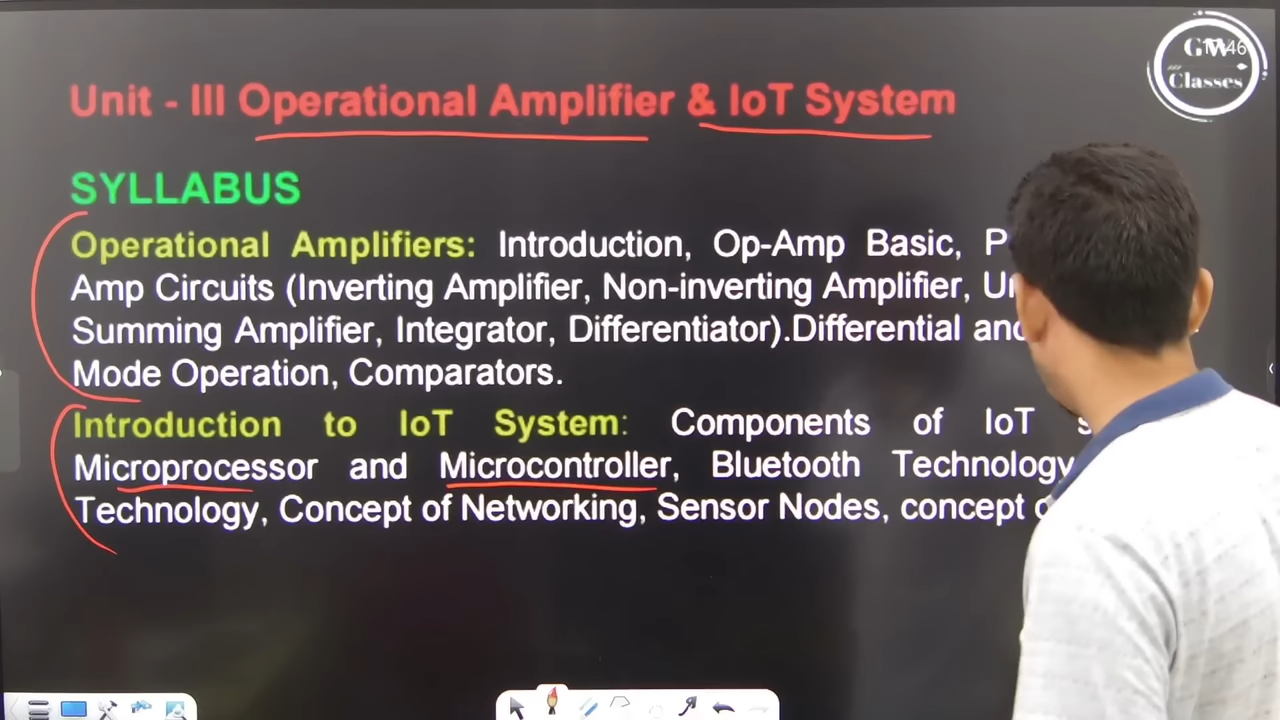 GW
17:46
Classes
Unit - III Operational Amplifier & IoT System
SYLLABUS
Operational Amplifiers: Introduction, Op-Amp Basic,
Amp Circuits (Inverting Amplifier, Non-inverting Amplifier,
Summing Amplifier, Integrator, Differentiator).Differential and
Mode Operation, Comparators.
Introduction to IoT System: Components of IoT
Microprocessor and Microcontroller, Bluetooth Technology
Technology, Concept of Networking, Sensor Nodes, concept